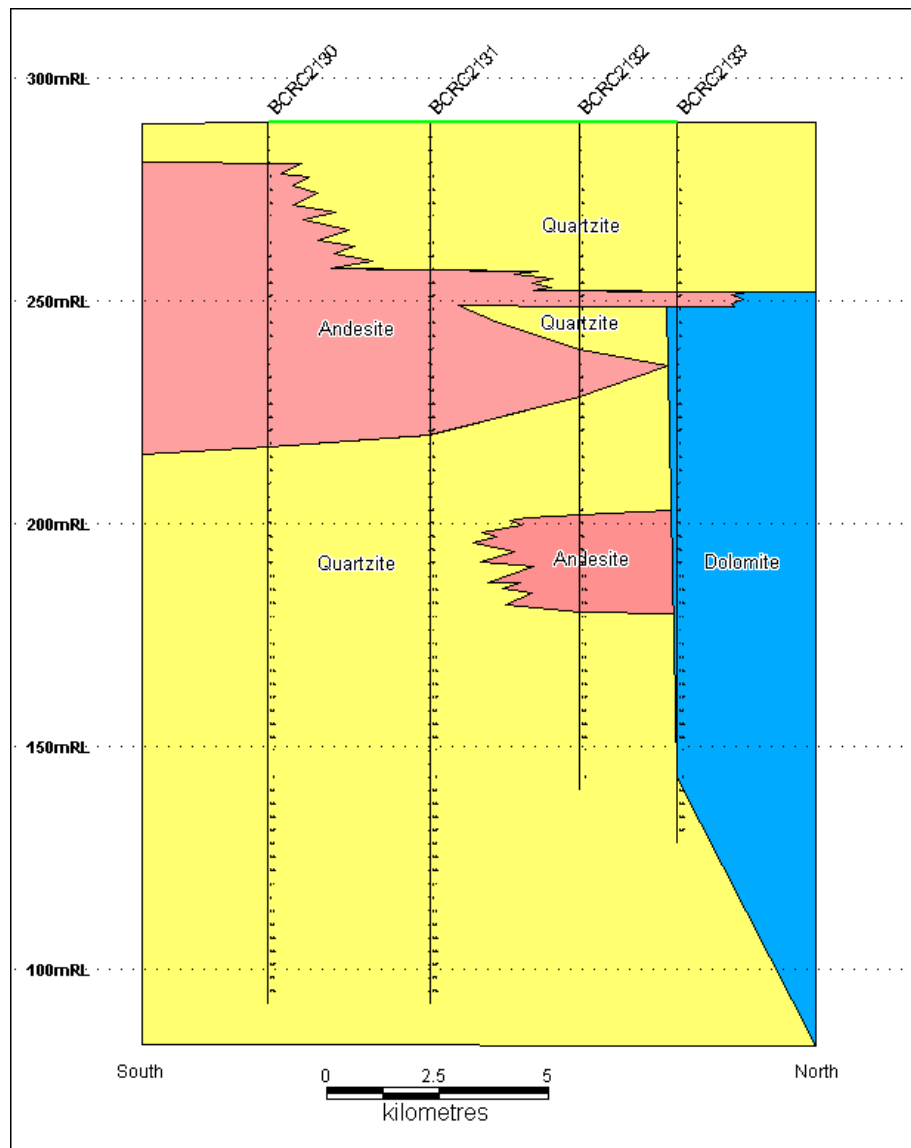 BCRC2130
BCRC2131
BCRC2132
BCRC2133
300mRL
Quartzite
250mRL
Quartzite
Andesite
200mRL
Quartzite
Andesite
Dolomite
150mRL
100mRL
South
North
0
2.5
5
kilometres